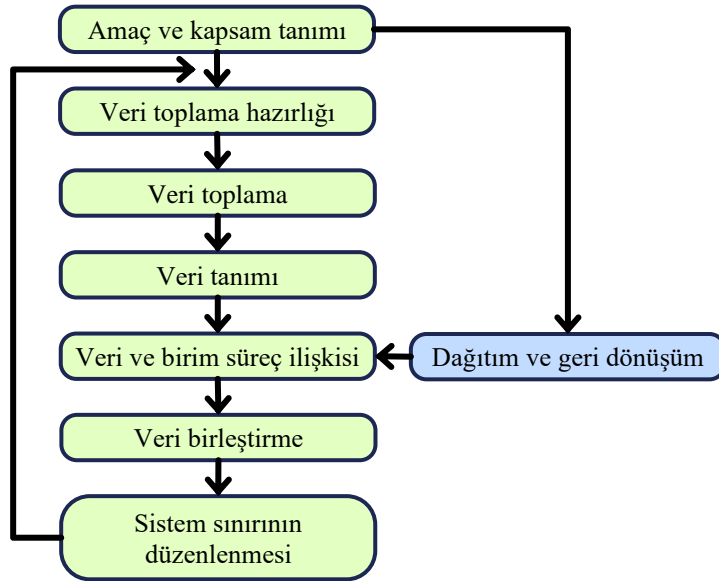 Amaç ve kapsam tanımı
Veri toplama hazırlığı
Veri toplama
Veri tanımı
Veri ve birim süreç ilişkisi
Dağıtım ve geri dönüşüm
Veri birleştirme
Sistem sınırının
düzenlenmesi